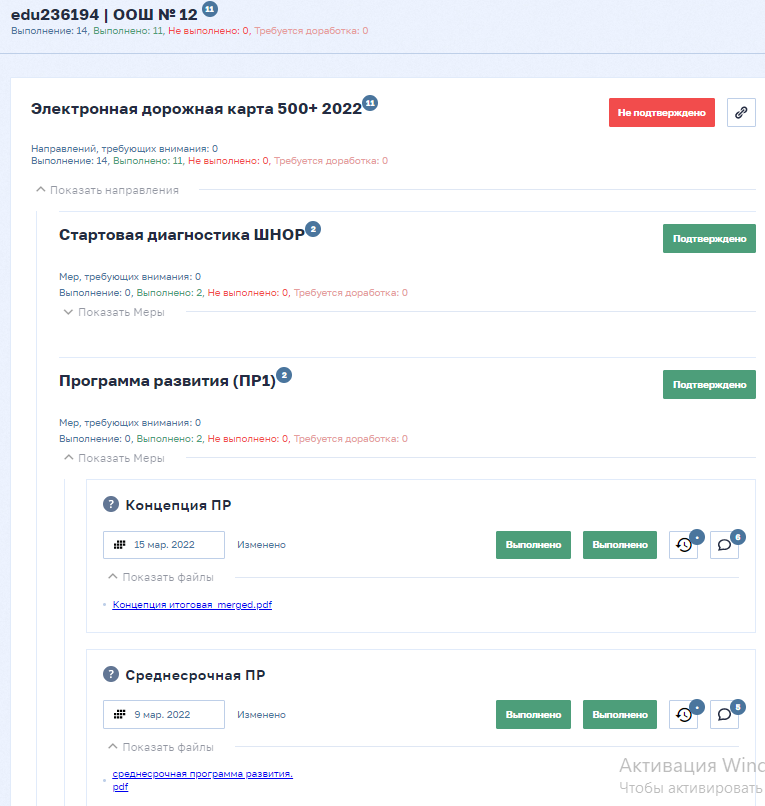 edu236194 | ООШ № 12 11
Выполнение: 14, Выполнено: 11, Не выполнено: 0, Требуется доработка: 0
Электронная дорожная карта 500+ 2022 11
Не подтверждено
Направлений, требующих внимания: 0
Выполнение: 14, Выполнено: 11, Не выполнено: 0, Требуется доработка: 0
Показать направления
Стартовая диагностика ШНОР 2
Подтверждено
Мер, требующих внимания: 0
Выполнение: 0, Выполнено: 2, Не выполнено: 0, Требуется доработка: 0
Показать Меры
Программа развития (ПР1) 2
Подтверждено
Мер, требующих внимания: 0
Выполнение: 0, Выполнено: 2, Не выполнено: 0, Требуется доработка: 0
Показать Меры
? Концепция ПР
15 мар. 2022 Изменено Выполнено Выполнено 6
Показать файлы
Концепция итоговая_merged.pdf
? Среднесрочная ПР
9 мар. 2022 Изменено Выполнено Выполнено 5
Показать файлы
среднесрочная программа развития.
pdf
Активация Wind
Чтобы активировать